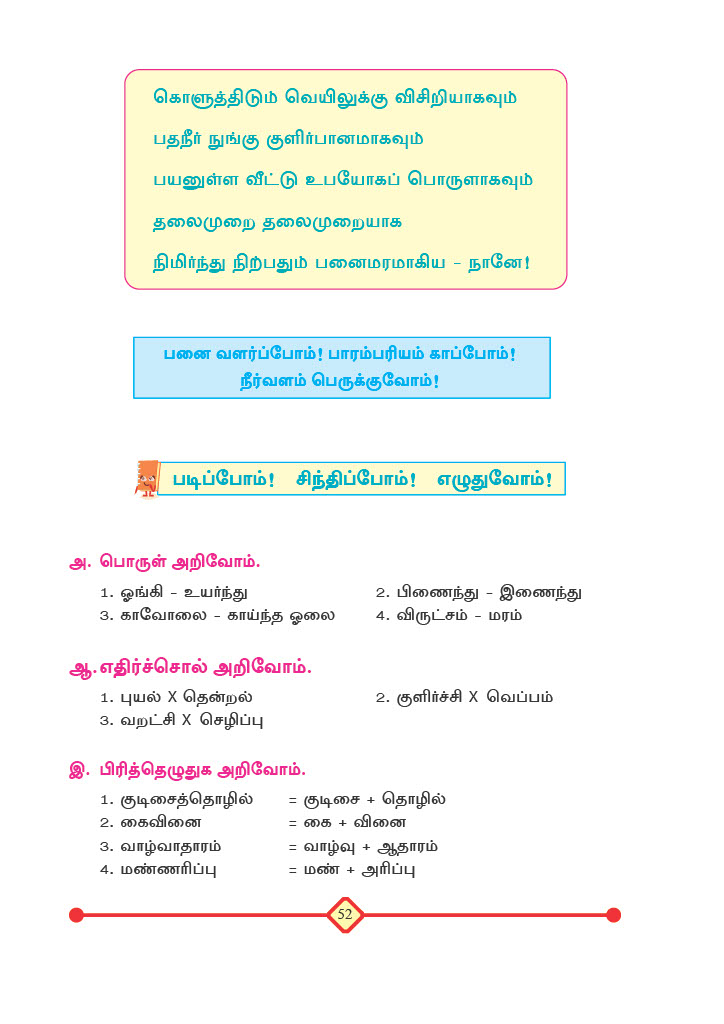 கொளுத்திடும் வெயிலுக்கு விசிறியாகவும்
பதநீர் நுங்கு குளிர்பானமாகவும்
பயனுள்ள வீட்டு உபயோகப் பொருளாகவும்
தலைமுறை தலைமுறையாக
நிமிர்ந்து நிற்பதும் பனைமரமாகிய – நானே!
பனை வளர்ப்போம்! பாரம்பரியம் காப்போம்!
நீர்வளம் பெருக்குவோம்!
படிப்போம்! சிந்திப்போம்! எழுதுவோம்!
அ. பொருள் அறிவோம்.
1. ஓங்கி – உயர்ந்து 2. பிணைந்து – இணைந்து
3. காவோலை – காய்ந்த ஓலை 4. விருட்சம் – மரம்
ஆ.எதிர்ச்சொல் அறிவோம்.
1. புயல் X தென்றல் 2. குளிர்ச்சி X வெப்பம்
3. வறட்சி X செழிப்பு
இ. பிரித்தெழுதுக அறிவோம்.
1. குடிசைத்தொழில் = குடிசை + தொழில்
2. கைவினை = கை + வினை
3. வாழ்வாதாரம் = வாழ்வு + ஆதாரம்
4. மண்ணரிப்பு = மண் + அரிப்பு
52